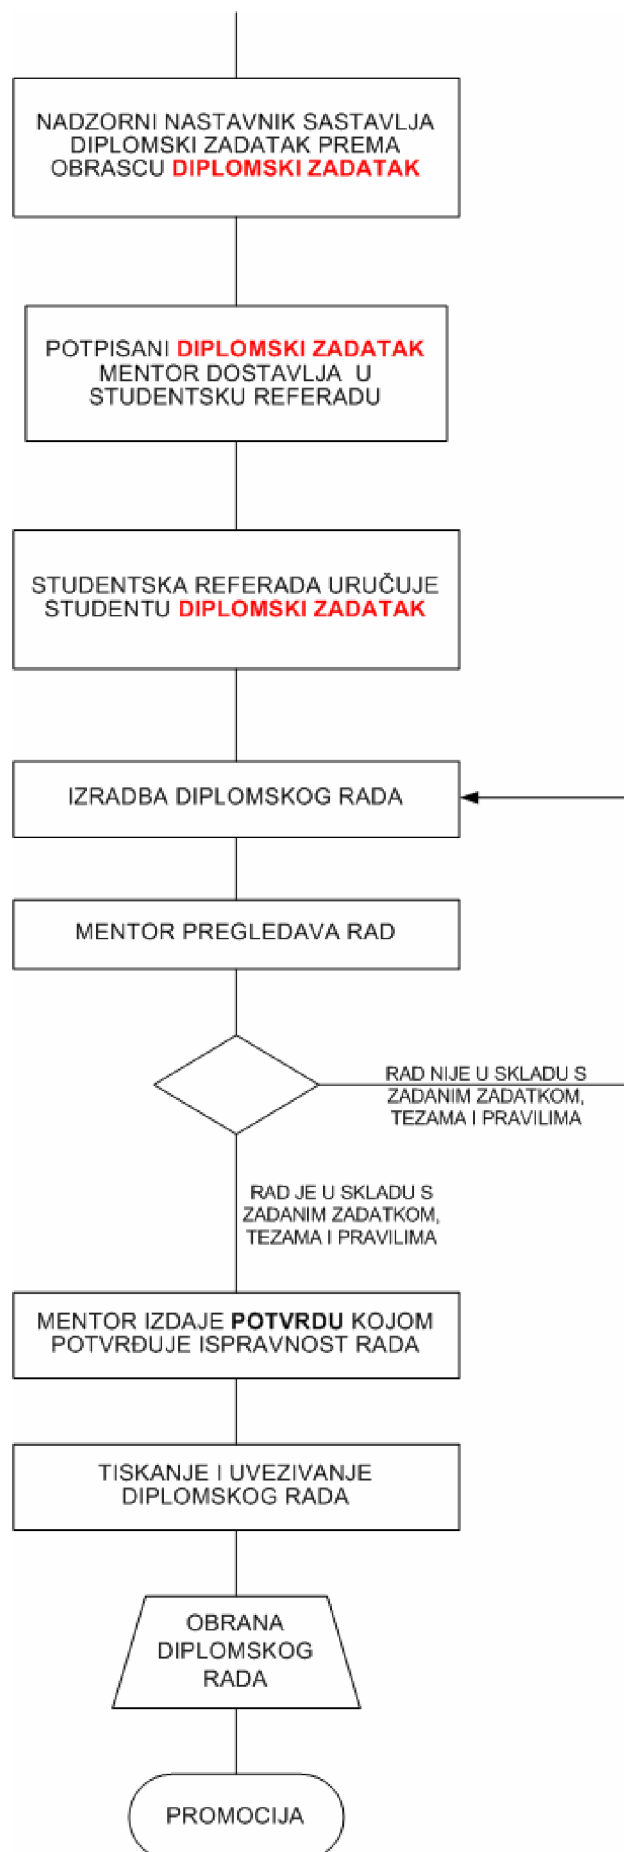 NADZORNI NASTAVNIK SASTAVLJA
DIPLOMSKI ZADATAK PREMA
OBRASCU DIPLOMSKI ZADATAK
POTPISANI DIPLOMSKI ZADATAK
MENTOR DOSTAVLJA U
STUDENTSKU REFERADU
STUDENTSKA REFERADA URUČUJE
STUDENTU DIPLOMSKI ZADATAK
IZRADBA DIPLOMSKOG RADA
MENTOR PREGLEDAVA RAD
RAD NIJE U SKLADU S
ZADANIM ZADATKOM,
TEZAMA I PRAVILIMA
RAD JE U SKLADU S
ZADANIM ZADATKOM,
TEZAMA I PRAVILIMA
MENTOR IZDAJE POTVRDU KOJOM
POTVRĐUJE ISPRAVNOST RADA
TISKANJE I UVEZIVANJE
DIPLOMSKOG RADA
OBRANA
DIPLOMSKOG
RADA
PROMOCIJA